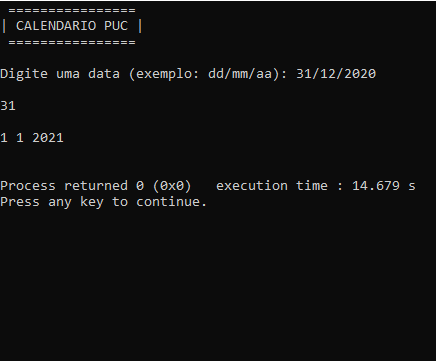 ================
| CALENDARIO PUC |
================
Digite uma data (exemplo: dd/mm/aa): 31/12/2020
31
1 1 2021
Process returned 0 (0x0)   execution time : 14.679 s
Press any key to continue.